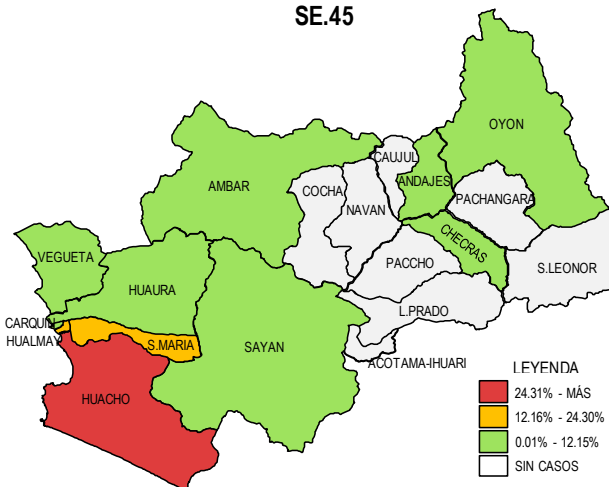 SE.45
OYON
CAUJUL
ANDAJES
AMBAR
COCHA
PACHANGARA
NAVAN
CHECRAS
VEGUETA
PACCHO
S.LEONOR
HUAURA
L.PRADO
CARQUIN
HUALMAY
S.MARIA
SAYAN
ACOTAMA-IHUARI
HUACHO
LEYENDA
24.31% - MÁS
12.16% - 24.30%
0.01% - 12.15%
SIN CASOS